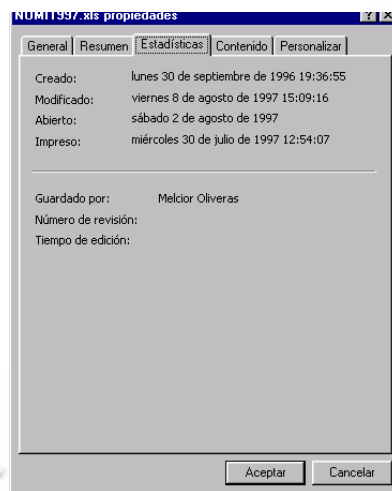 NUMIT997.xls propiedades
General Resumen Estadísticas Contenido Personalizar
Creado: lunes 30 de septiembre de 1996 19:36:55
Modificado: viernes 8 de agosto de 1997 15:09:16
Abierto: sábado 2 de agosto de 1997
Impreso: miércoles 30 de julio de 1997 12:54:07
Guardado por: Melcior Oliveras
Número de revisión:
Tiempo de edición:
Aceptar Cancelar